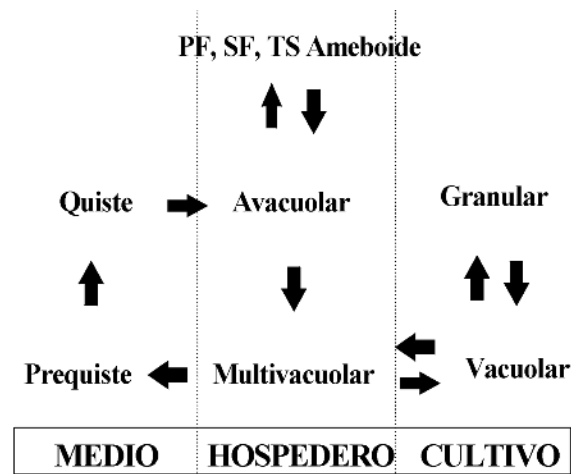 PF, SF, TS Ameboide
Quiste
Avacuolar
Granular
Prequiste
Multivacuolar
Vacuolar
MEDIO
HOSPEDERO
CULTIVO